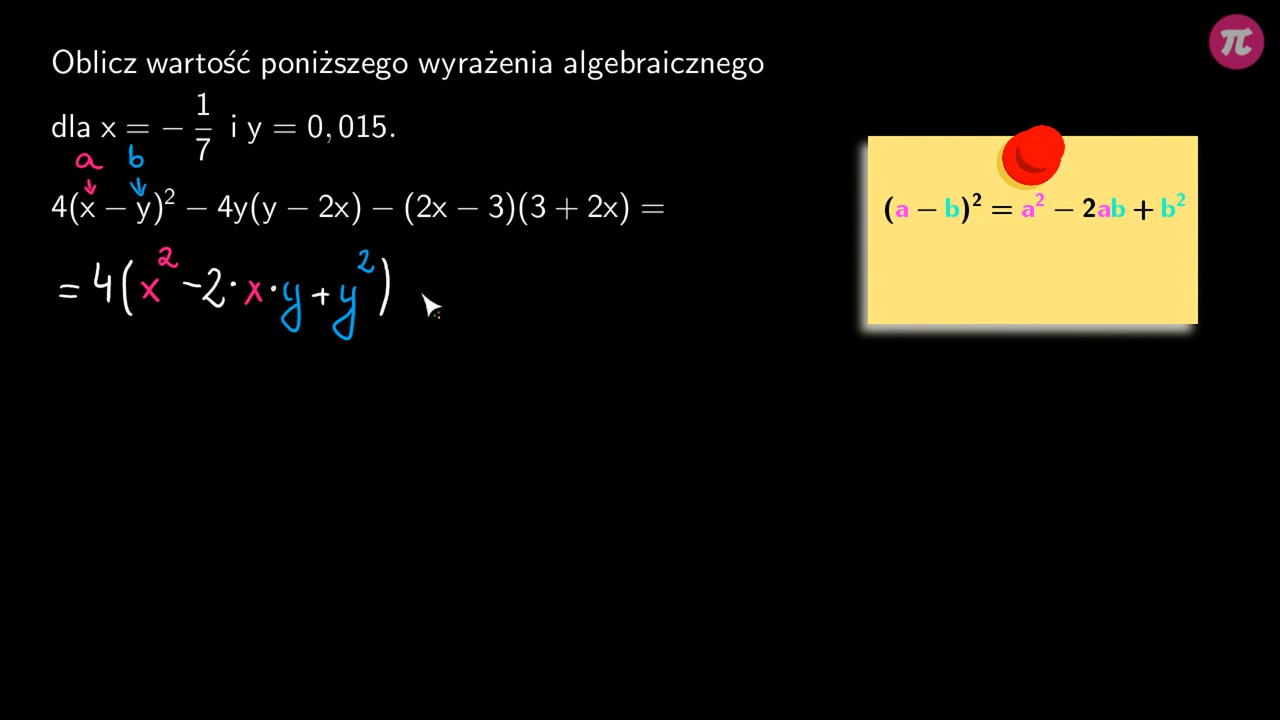 π
Oblicz wartość poniższego wyrażenia algebraicznego
dla x = − 1/7 i y = 0,015.
a b
4(x − y)² − 4y(y − 2x) − (2x − 3)(3 + 2x) =
(a − b)² = a² − 2ab + b²
= 4(x² − 2 · x · y + y²)